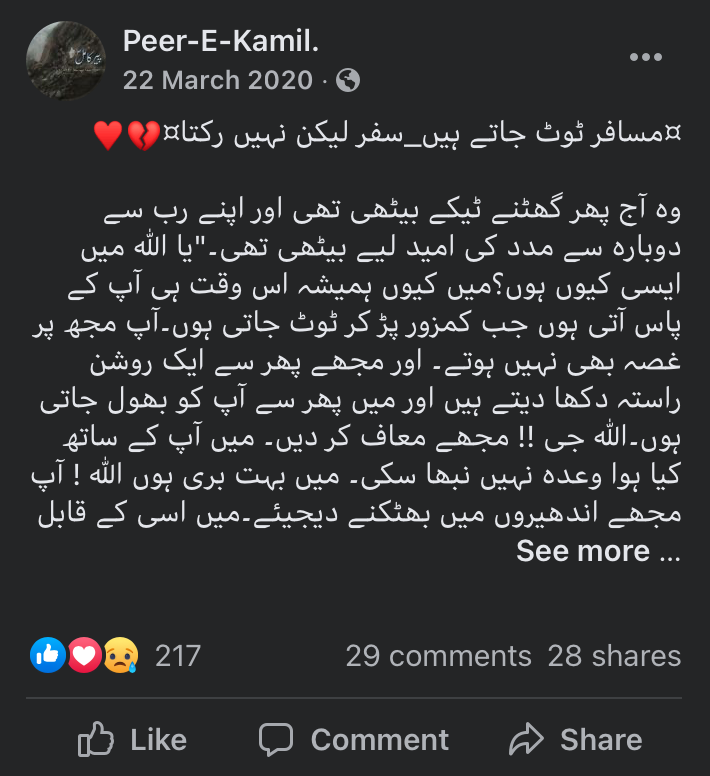 Peer-E-Kamil.
22 March 2020 ·
¤مسافر ٹوٹ جاتے ہیں_سفر لیکن نہیں رکتا¤💔♥️
وہ آج پھر گھٹنے ٹیکے بیٹھی تھی اور اپنے رب سے
دوبارہ سے مدد کی امید لیے بیٹھی تھی۔"یا اللہ میں
ایسی کیوں ہوں؟میں کیوں ہمیشہ اس وقت ہی آپ کے
پاس آتی ہوں جب کمزور پڑ کر ٹوٹ جاتی ہوں۔آپ مجھ پر
غصہ بھی نہیں ہوتے۔ اور مجھے پھر سے ایک روشن
راستہ دکھا دیتے ہیں اور میں پھر سے آپ کو بھول جاتی
ہوں۔اللہ جی !! مجھے معاف کر دیں۔ میں آپ کے ساتھ
کیا ہوا وعدہ نہیں نبھا سکی۔ میں بہت بری ہوں اللہ ! آپ
مجھے اندھیروں میں بھٹکنے دیجیئے۔میں اسی کے قابل
... See more
217 29 comments 28 shares
Like Comment Share